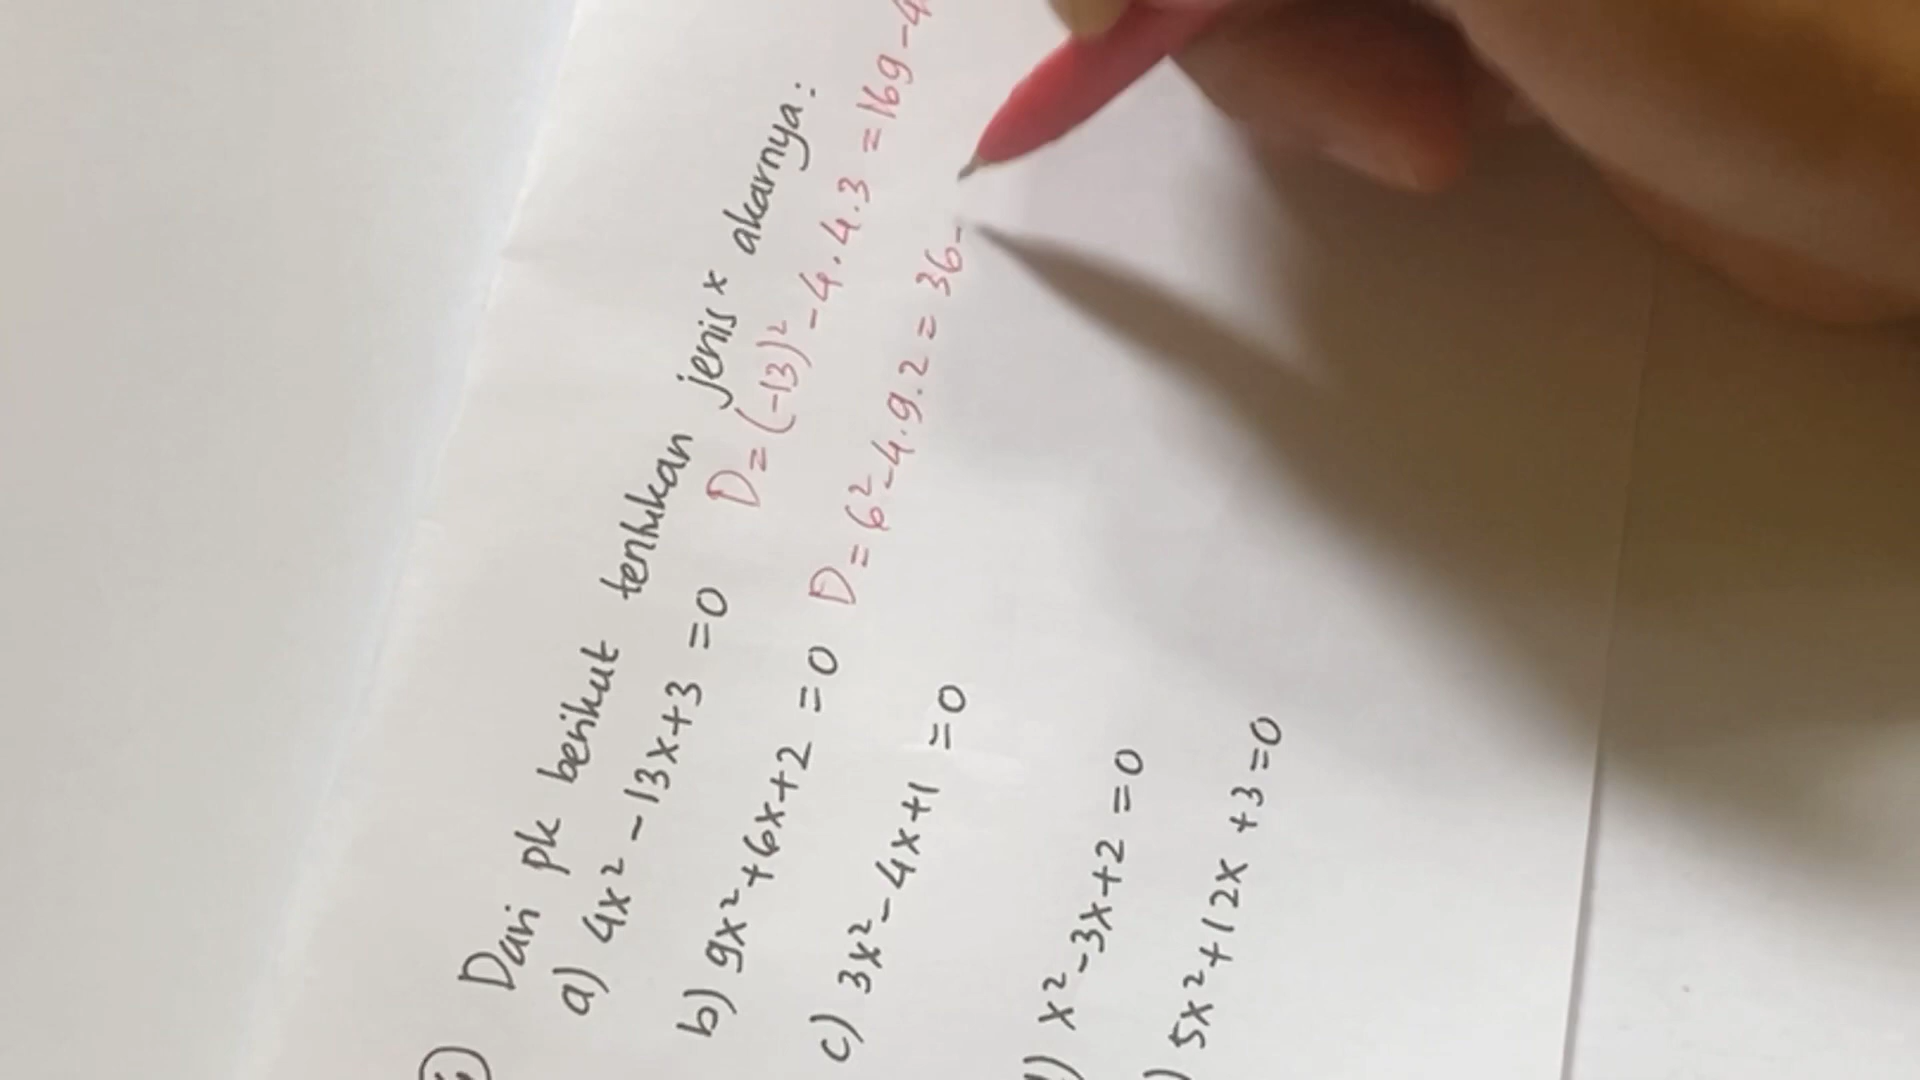 Dari pk berikut tentukan jenis x akarnya:
a) 4x² - 13x + 3 = 0 D = (-13)² - 4 . 4 . 3 = 169 - 4
b) 9x² + 6x + 2 = 0 D = 6² - 4 . 9 . 2 = 36 -
c) 3x² - 4x + 1 = 0
) x² - 3x + 2 = 0
) 5x² + 12x + 3 = 0